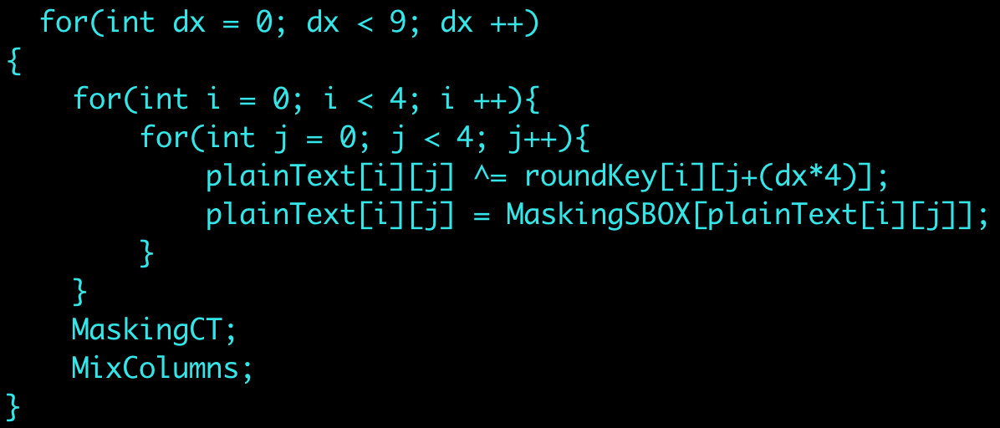 for(int dx = 0; dx < 9; dx ++)
{
for(int i = 0; i < 4; i ++){
for(int j = 0; j < 4; j++){
plainText[i][j] ^= roundKey[i][j+(dx*4)];
plainText[i][j] = MaskingSBOX[plainText[i][j]];
}
}
MaskingCT;
MixColumns;
}